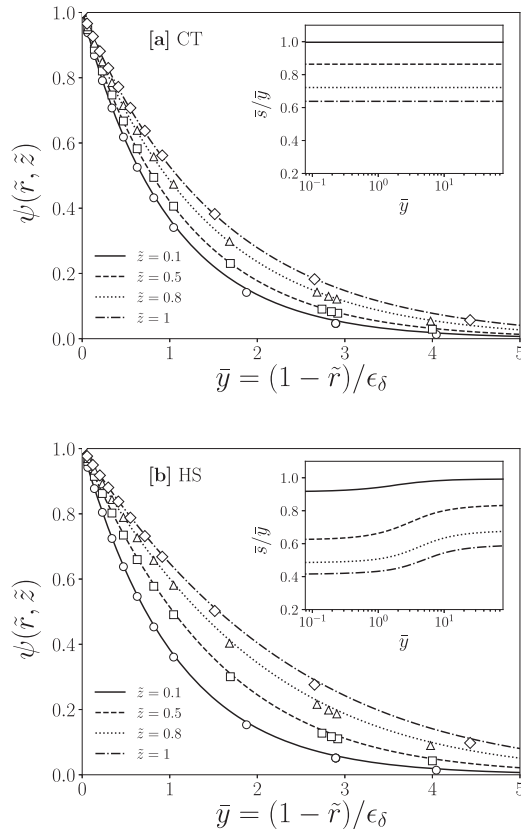 [a] CT
ψ(r̃, z̃)
1.0
0.8
0.6
0.4
0.2
0.0
0 1 2 3 4 5
ȳ = (1 − r̃)/ϵ_δ
z̃ = 0.1
z̃ = 0.5
z̃ = 0.8
z̃ = 1
s̄/ȳ
1.0
0.8
0.6
0.4
0.2
10⁻¹ 10⁰ 10¹
ȳ
[b] HS
ψ(r̃, z̃)
1.0
0.8
0.6
0.4
0.2
0.0
0 1 2 3 4 5
ȳ = (1 − r̃)/ϵ_δ
z̃ = 0.1
z̃ = 0.5
z̃ = 0.8
z̃ = 1
s̄/ȳ
1.0
0.8
0.6
0.4
0.2
10⁻¹ 10⁰ 10¹
ȳ